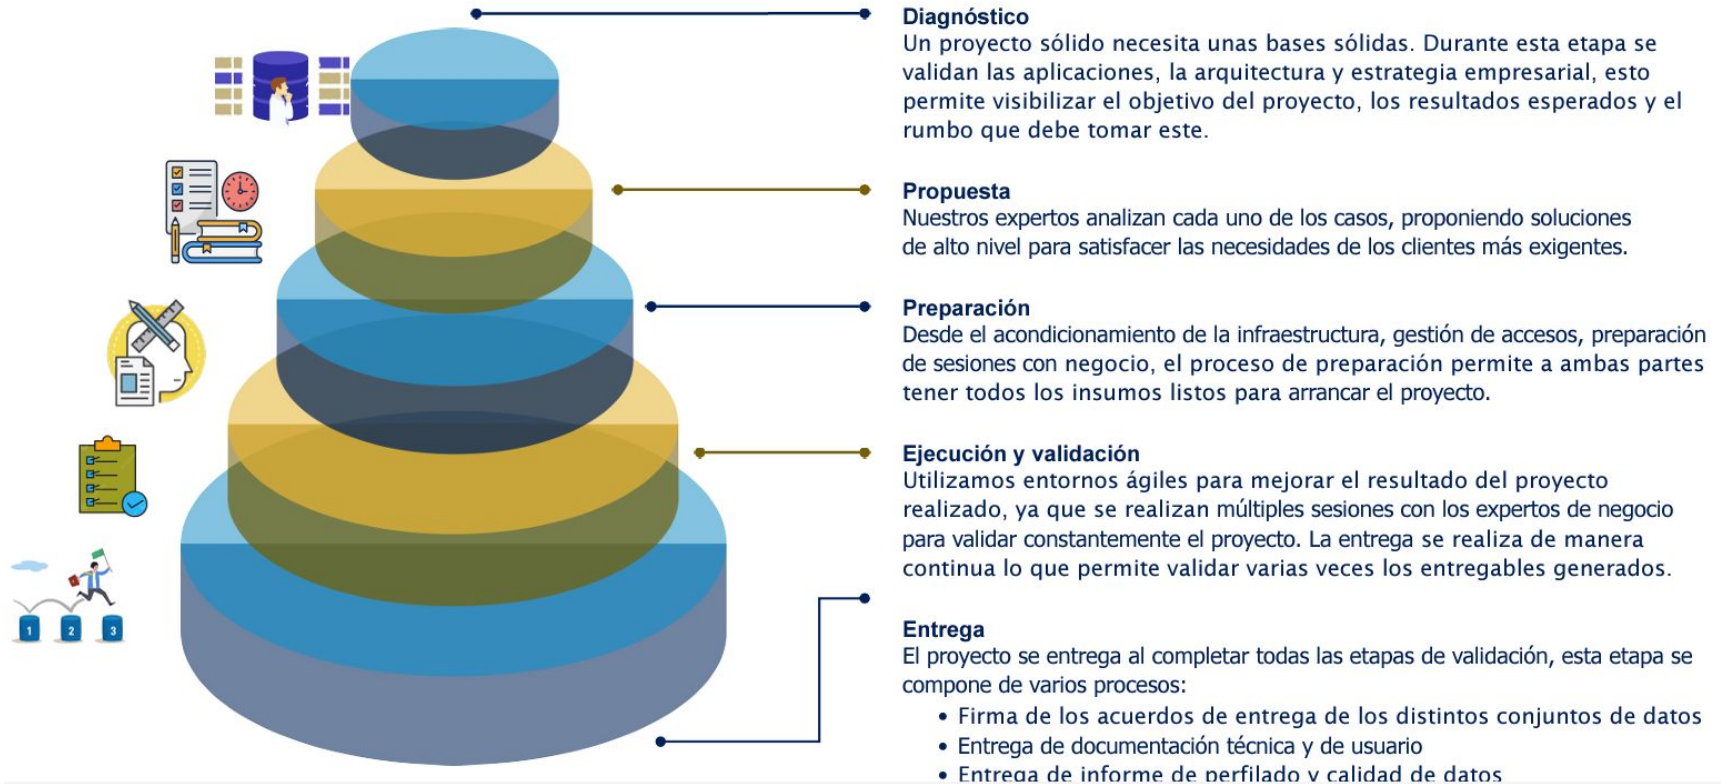 Diagnóstico
Un proyecto sólido necesita unas bases sólidas. Durante esta etapa se
validan las aplicaciones, la arquitectura y estrategia empresarial, esto
permite visibilizar el objetivo del proyecto, los resultados esperados y el
rumbo que debe tomar este.
Propuesta
Nuestros expertos analizan cada uno de los casos, proponiendo soluciones
de alto nivel para satisfacer las necesidades de los clientes más exigentes.
Preparación
Desde el acondicionamiento de la infraestructura, gestión de accesos, preparación
de sesiones con negocio, el proceso de preparación permite a ambas partes
tener todos los insumos listos para arrancar el proyecto.
Ejecución y validación
Utilizamos entornos ágiles para mejorar el resultado del proyecto
realizado, ya que se realizan múltiples sesiones con los expertos de negocio
para validar constantemente el proyecto. La entrega se realiza de manera
continua lo que permite validar varias veces los entregables generados.
Entrega
El proyecto se entrega al completar todas las etapas de validación, esta etapa se
compone de varios procesos:
• Firma de los acuerdos de entrega de los distintos conjuntos de datos
• Entrega de documentación técnica y de usuario
• Entrega de informe de perfilado y calidad de datos
1 2 3